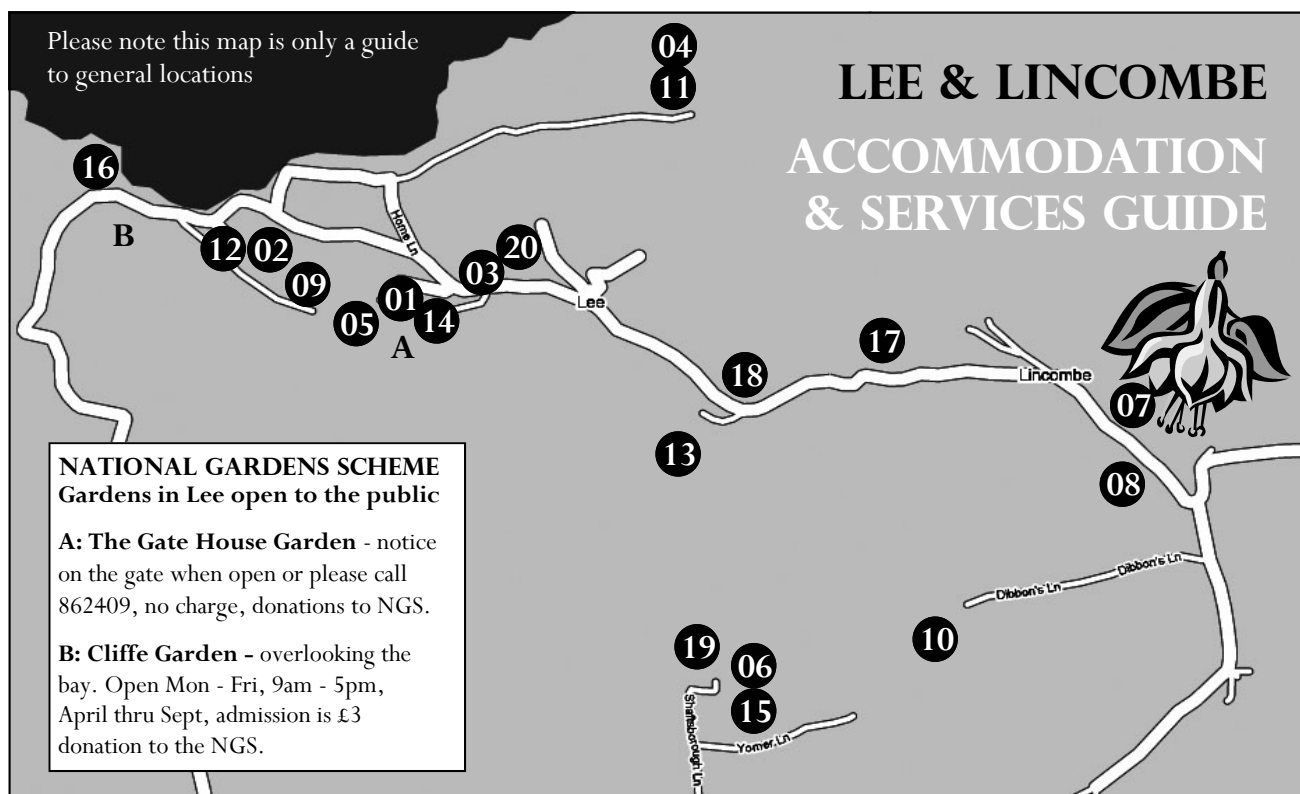 Please note this map is only a guide
to general locations
LEE & LINCOMBE
ACCOMMODATION
& SERVICES GUIDE
04
11
16
B
12
02
09
Home Ln
20
03
01
14
05
A
Lee
17
18
Lincombe
07
13
08
Dibbon's Ln
Dibbon's Ln
10
19
06
15
Shaftsborough Ln
Yomer Ln
NATIONAL GARDENS SCHEME
Gardens in Lee open to the public
A: The Gate House Garden - notice
on the gate when open or please call
862409, no charge, donations to NGS.
B: Cliffe Garden – overlooking the
bay. Open Mon - Fri, 9am - 5pm,
April thru Sept, admission is £3
donation to the NGS.